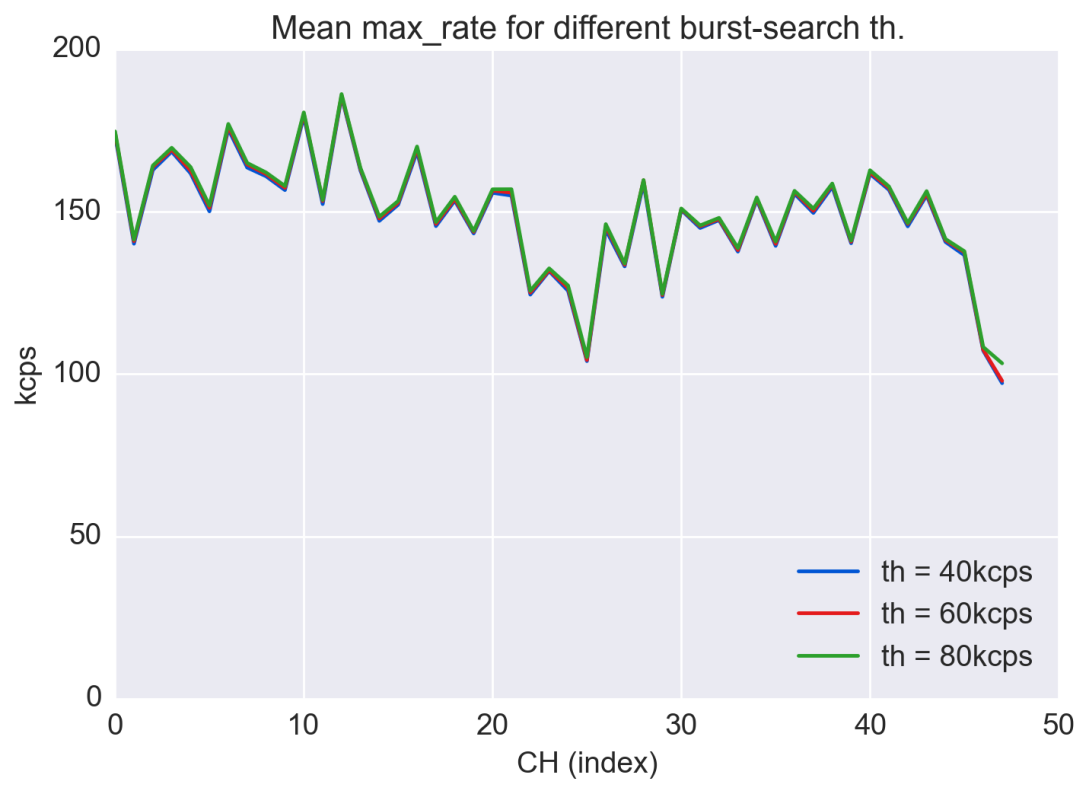 Mean max_rate for different burst-search th.
200
150
100
50
0
kcps
th = 40kcps
th = 60kcps
th = 80kcps
0 10 20 30 40 50
CH (index)